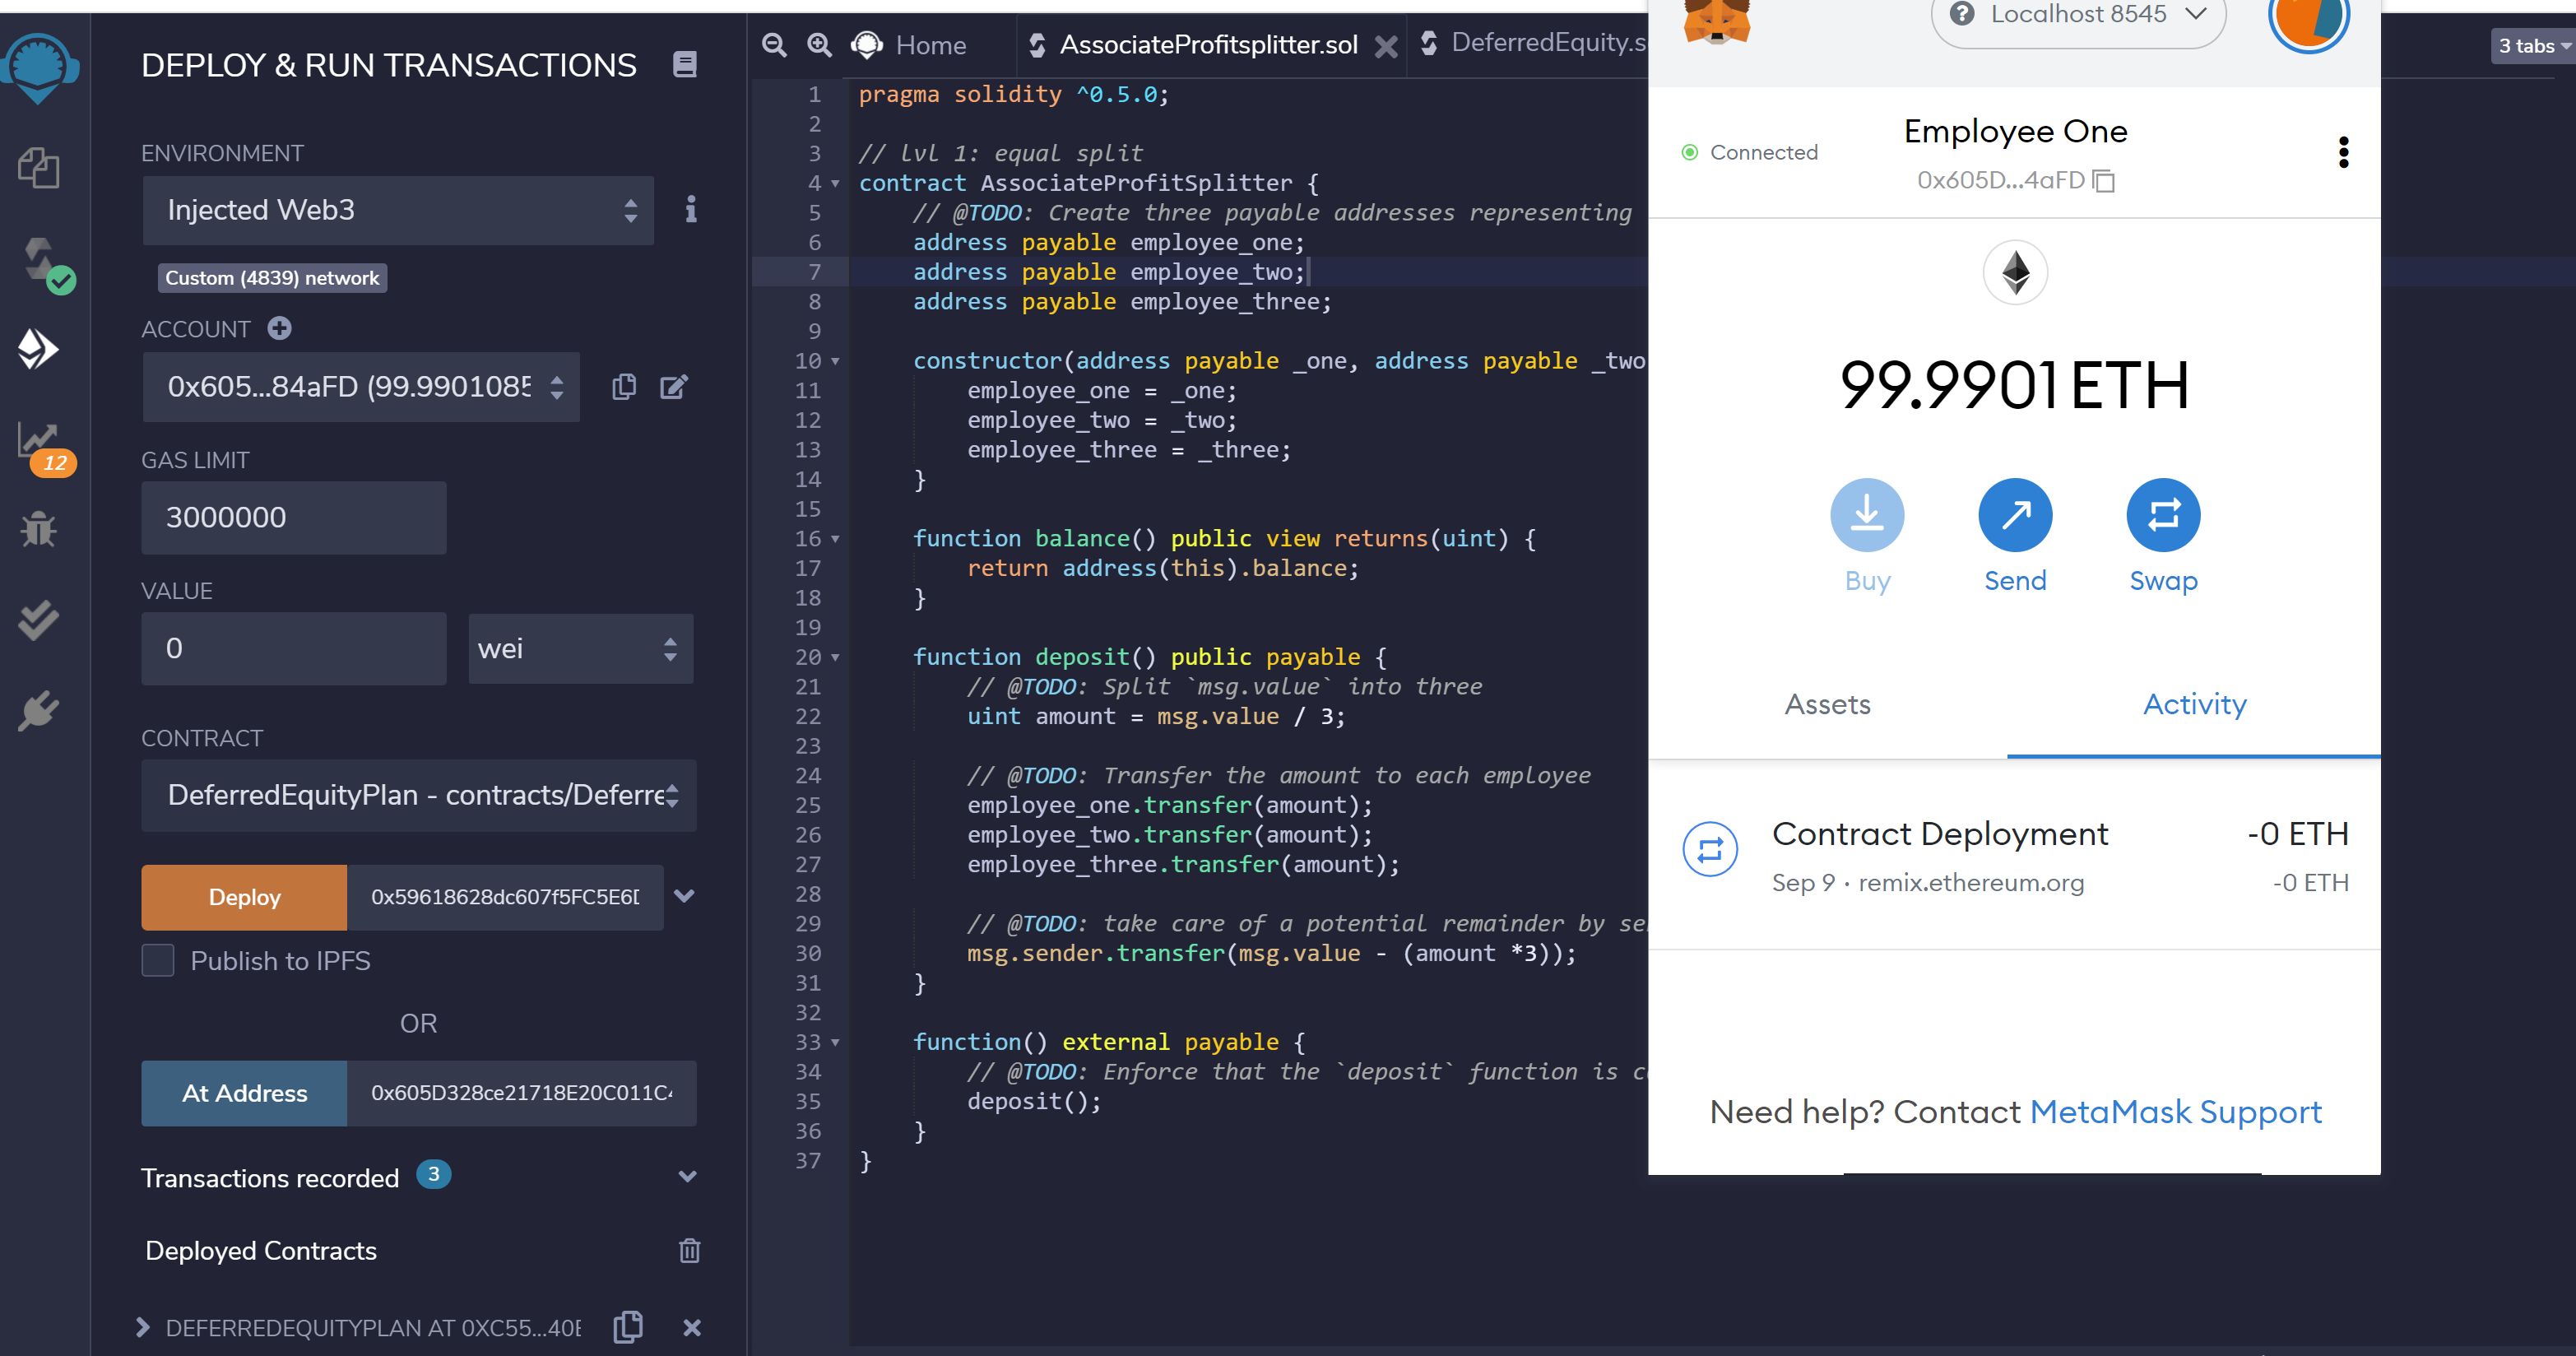 DEPLOY & RUN TRANSACTIONS
ENVIRONMENT
Injected Web3
Custom (4839) network
ACCOUNT
0x605...84aFD (99.990108
GAS LIMIT
3000000
VALUE
0
wei
CONTRACT
DeferredEquityPlan - contracts/Deferre
Deploy
0x59618628dc607f5FC5E6
Publish to IPFS
OR
At Address
0x605D328ce21718E20C011C
Transactions recorded 3
Deployed Contracts
DEFERREDEQUITYPLAN AT 0XC55...40
12
Home
AssociateProfitsplitter.sol
DeferredEquity.s
3 tabs
1 pragma solidity ^0.5.0;
2
3 // lvl 1: equal split
4 contract AssociateProfitSplitter {
5 // @TODO: Create three payable addresses representing
6 address payable employee_one;
7 address payable employee_two;
8 address payable employee_three;
9
10 constructor(address payable _one, address payable _two
11 employee_one = _one;
12 employee_two = _two;
13 employee_three = _three;
14 }
15
16 function balance() public view returns(uint) {
17 return address(this).balance;
18 }
19
20 function deposit() public payable {
21 // @TODO: Split `msg.value` into three
22 uint amount = msg.value / 3;
23
24 // @TODO: Transfer the amount to each employee
25 employee_one.transfer(amount);
26 employee_two.transfer(amount);
27 employee_three.transfer(amount);
28
29 // @TODO: take care of a potential remainder by se
30 msg.sender.transfer(msg.value - (amount *3));
31 }
32
33 function() external payable {
34 // @TODO: Enforce that the `deposit` function is c
35 deposit();
36 }
37 }
Localhost 8545
Connected
Employee One
0x605D...4aFD
99.9901 ETH
Buy
Send
Swap
Assets
Activity
Contract Deployment
-0 ETH
Sep 9 · remix.ethereum.org
-0 ETH
Need help? Contact MetaMask Support